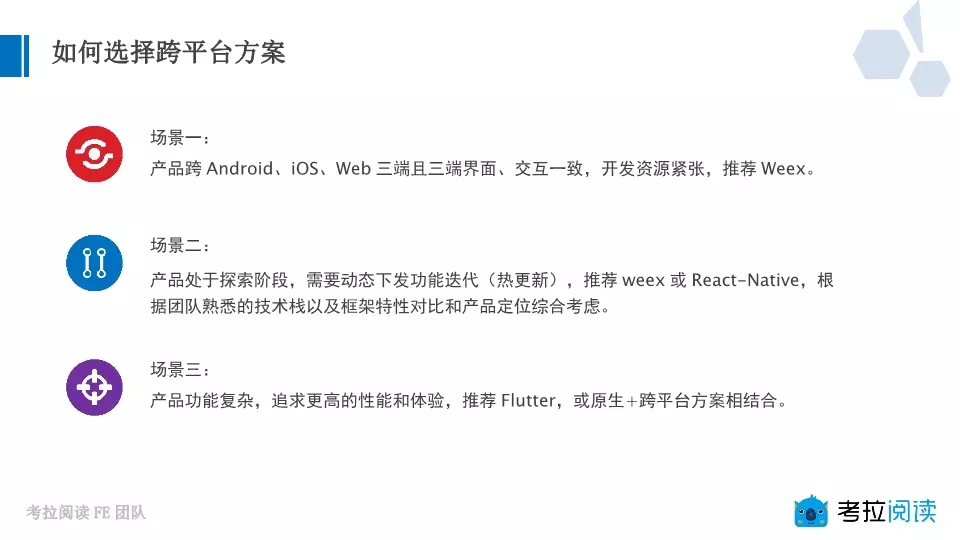 如何选择跨平台方案
场景一：
产品跨 Android、iOS、Web 三端且三端界面、交互一致，开发资源紧张，推荐 Weex。
场景二：
产品处于探索阶段，需要动态下发功能迭代（热更新），推荐 weex 或 React-Native，根
据团队熟悉的技术栈以及框架特性对比和产品定位综合考虑。
场景三：
产品功能复杂，追求更高的性能和体验，推荐 Flutter，或原生+跨平台方案相结合。
考拉阅读 FE 团队
考拉阅读